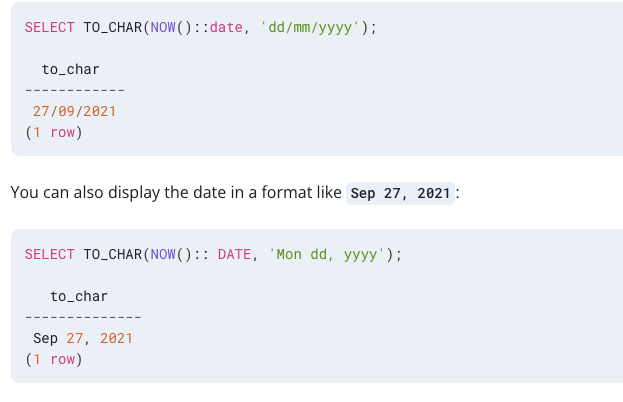 SELECT TO_CHAR(NOW()::date, 'dd/mm/yyyy');
to_char
------------
27/09/2021
(1 row)
You can also display the date in a format like Sep 27, 2021:
SELECT TO_CHAR(NOW():: DATE, 'Mon dd, yyyy');
to_char
--------------
Sep 27, 2021
(1 row)